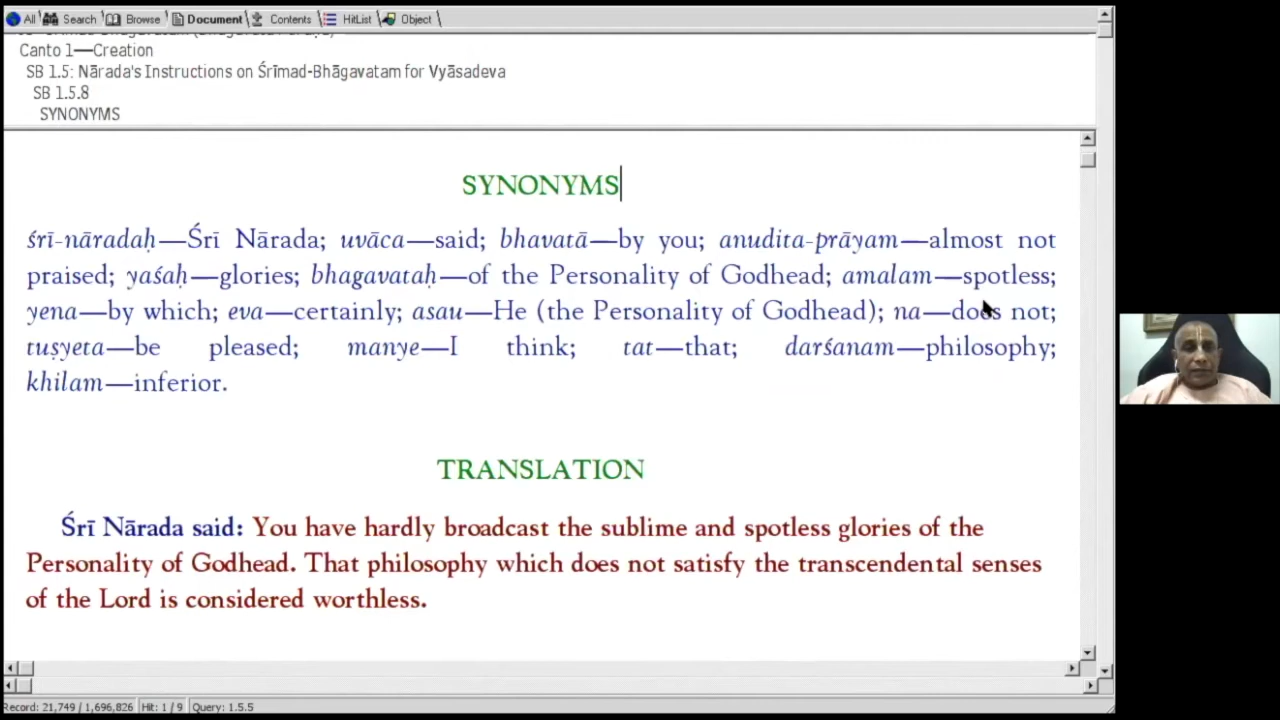 All Search Browse Document Contents HitList Object
Canto 1—Creation
SB 1.5: Nārada's Instructions on Śrīmad-Bhāgavatam for Vyāsadeva
SB 1.5.8
SYNONYMS
SYNONYMS
śrī-nāradaḥ—Śrī Nārada; uvāca—said; bhavatā—by you; anudita-prāyam—almost not
praised; yaśaḥ—glories; bhagavataḥ—of the Personality of Godhead; amalam—spotless;
yena—by which; eva—certainly; asau—He (the Personality of Godhead); na—does not;
tuṣyeta—be pleased; manye—I think; tat—that; darśanam—philosophy;
khilam—inferior.
TRANSLATION
Śrī Nārada said: You have hardly broadcast the sublime and spotless glories of the
Personality of Godhead. That philosophy which does not satisfy the transcendental senses
of the Lord is considered worthless.
Record: 21,749 / 1,696,826 Hit: 1 / 9 Query: 1.5.5